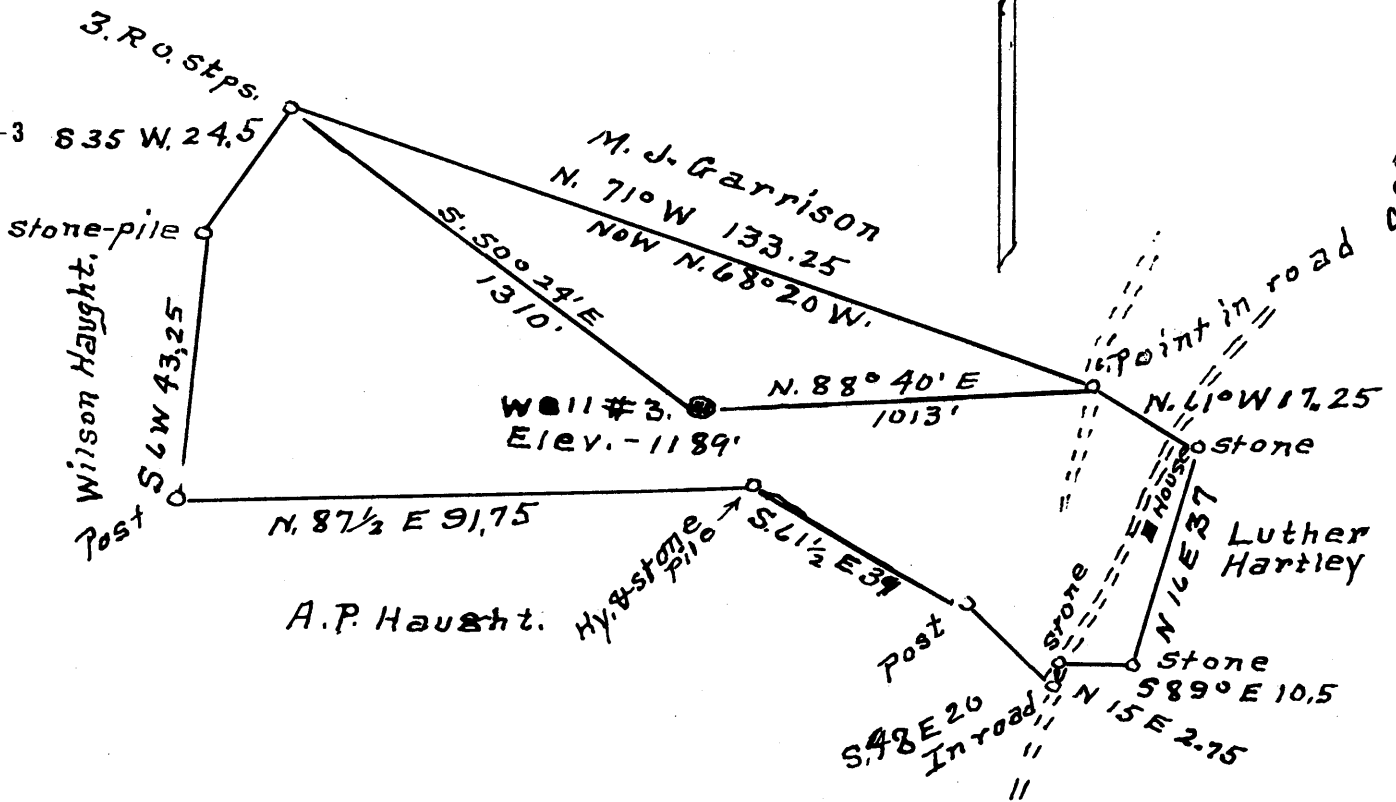 3. R O. stps.
-3 S 35 W. 24.5
M. J. Garrison
N. 71° W 133.25
NOW N. 68° 20 W.
stone-pile
S. 50° 24' E
1310'
Wilson Haught.
S 6 W 43,25
Point in road
N. 88° 40' E
1013'
Well #3.
Elev. - 1189'
N. 61° W 17.25
stone
House
Luther
Hartley
N 16 E 37
Post
N. 87½ E 91,75
Hy. & stone
Pile
S. 61½ E 39
A. P. Haught.
Post
Stone
Stone
S 89° E 10,5
N 15 E 2.75
S. 48 E 20
In road